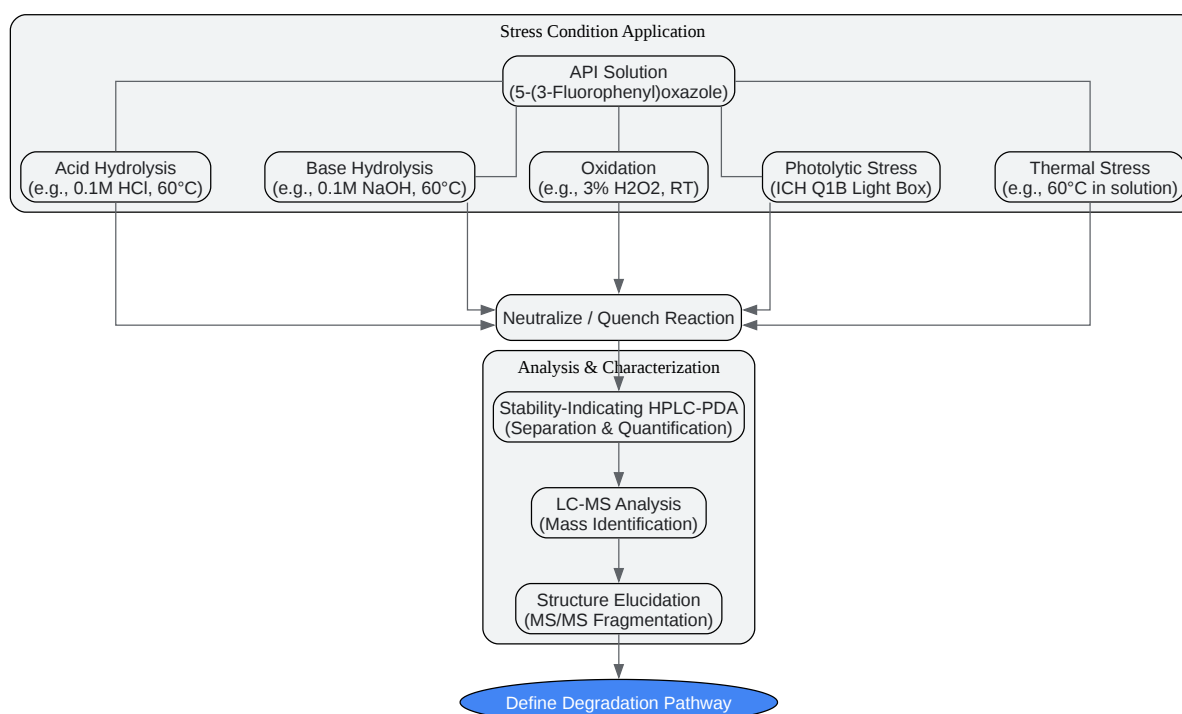 Stress Condition Application
API Solution
(5-(3-Fluorophenyl)oxazole)
Acid Hydrolysis
(e.g., 0.1M HCl, 60°C)
Base Hydrolysis
(e.g., 0.1M NaOH, 60°C)
Oxidation
(e.g., 3% H2O2, RT)
Photolytic Stress
(ICH Q1B Light Box)
Thermal Stress
(e.g., 60°C in solution)
Neutralize / Quench Reaction
Analysis & Characterization
Stability-Indicating HPLC-PDA
(Separation & Quantification)
LC-MS Analysis
(Mass Identification)
Structure Elucidation
(MS/MS Fragmentation)
Define Degradation Pathway